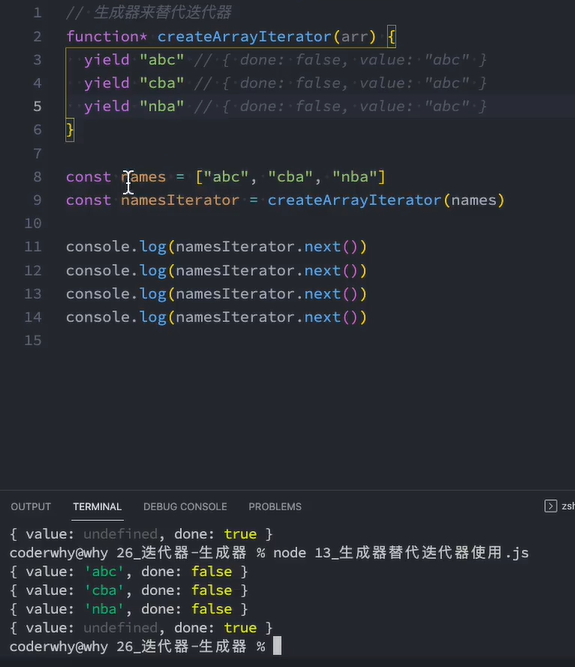 1 // 生成器来替代迭代器
2 function* createArrayIterator(arr) {
3 yield "abc" // { done: false, value: "abc" }
4 yield "cba" // { done: false, value: "abc" }
5 yield "nba" // { done: false, value: "abc" }
6 }
7
8 const names = ["abc", "cba", "nba"]
9 const namesIterator = createArrayIterator(names)
10
11 console.log(namesIterator.next())
12 console.log(namesIterator.next())
13 console.log(namesIterator.next())
14 console.log(namesIterator.next())
15
OUTPUT TERMINAL DEBUG CONSOLE PROBLEMS zsh
{ value: undefined, done: true }
coderwhy@why 26_迭代器-生成器 % node 13_生成器替代迭代器使用.js
{ value: 'abc', done: false }
{ value: 'cba', done: false }
{ value: 'nba', done: false }
{ value: undefined, done: true }
coderwhy@why 26_迭代器-生成器 %